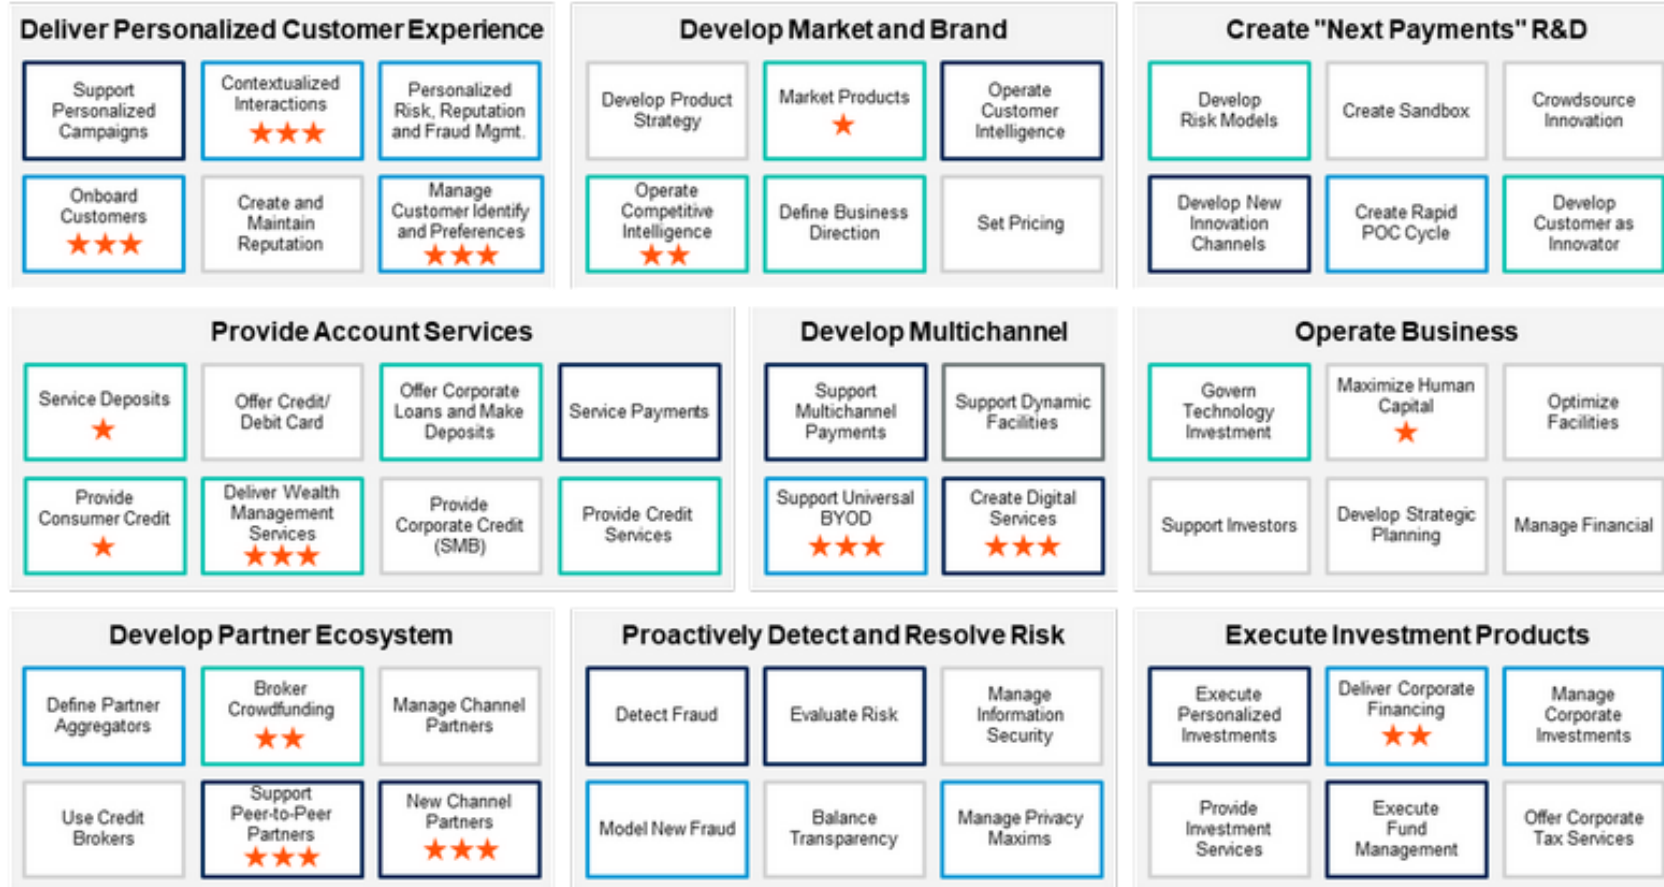 Deliver Personalized Customer Experience
Support
Personalized
Campaigns
Contextualized
Interactions
Personalized
Risk, Reputation
and Fraud Mgmt.
Onboard
Customers
Create and
Maintain
Reputation
Manage
Customer Identify
and Preferences
Develop Market and Brand
Develop Product
Strategy
Market Products
Operate
Customer
Intelligence
Operate
Competitive
Intelligence
Define Business
Direction
Set Pricing
Create "Next Payments" R&D
Develop
Risk Models
Create Sandbox
Crowdsource
Innovation
Develop New
Innovation
Channels
Create Rapid
POC Cycle
Develop
Customer as
Innovator
Provide Account Services
Service Deposits
Offer Credit/
Debit Card
Offer Corporate
Loans and Make
Deposits
Service Payments
Provide
Consumer Credit
Deliver Wealth
Management
Services
Provide
Corporate Credit
(SMB)
Provide Credit
Services
Develop Multichannel
Support
Multichannel
Payments
Support Dynamic
Facilities
Support Universal
BYOD
Create Digital
Services
Operate Business
Govern
Technology
Investment
Maximize Human
Capital
Optimize
Facilities
Support Investors
Develop Strategic
Planning
Manage Financial
Develop Partner Ecosystem
Define Partner
Aggregators
Broker
Crowdfunding
Manage Channel
Partners
Use Credit
Brokers
Support
Peer-to-Peer
Partners
New Channel
Partners
Proactively Detect and Resolve Risk
Detect Fraud
Evaluate Risk
Manage
Information
Security
Model New Fraud
Balance
Transparency
Manage Privacy
Maxims
Execute Investment Products
Execute
Personalized
Investments
Deliver Corporate
Financing
Manage
Corporate
Investments
Provide
Investment
Services
Execute
Fund
Management
Offer Corporate
Tax Services